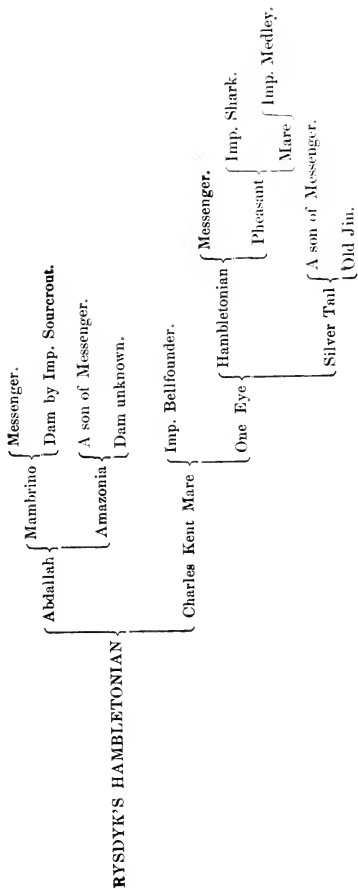 RYSDYK'S HAMBLETONIAN
Abdallah
Mambrino
Messenger.
Dam by Imp. Sourcrout.
Amazonia
A son of Messenger.
Dam unknown.
Charles Kent Mare
Imp. Bellfounder.
One Eye
Hambletonian
Messenger.
Pheasant
Imp. Shark.
Mare
Imp. Medley.
Silver Tail
A son of Messenger.
Old Jin.